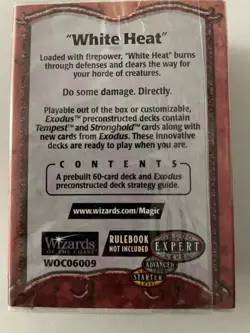 "White Heat"
Loaded with firepower, "White Heat" burns
through defenses and clears the way for
your horde of creatures.
Do some damage. Directly.
Playable out of the box or customizable,
Exodus™ preconstructed decks contain
Tempest™ and Stronghold™ cards along with
new cards from Exodus. These innovative
decks are ready to play when you are.
CONTENTS
A prebuilt 60-card deck and Exodus
preconstructed deck strategy guide.
www.wizards.com/Magic
WIZARDS
OF THE COAST
WOC06009
RULEBOOK
NOT INCLUDED
EXPERT
ADVANCED
STARTER
LEVEL